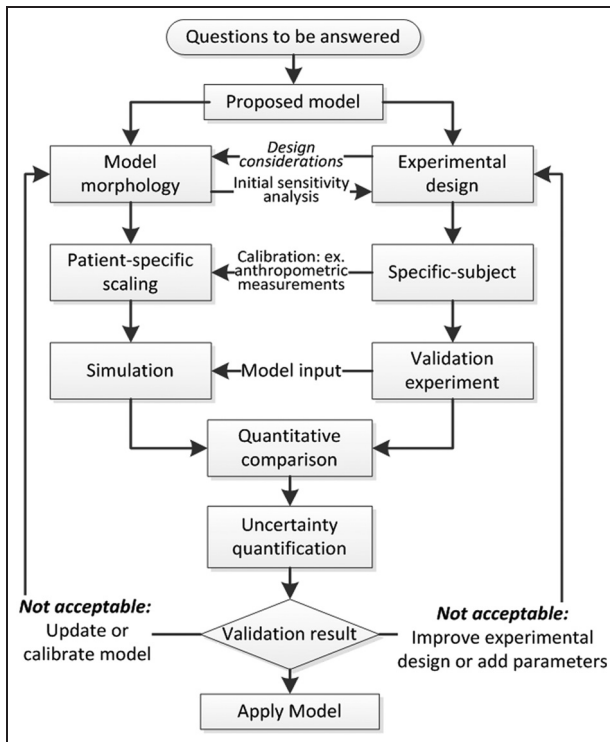 Questions to be answered
Proposed model
Model
morphology
Design
considerations
Initial sensitivity
analysis
Experimental
design
Patient-specific
scaling
Calibration: ex.
anthropometric
measurements
Specific-subject
Simulation
Model input
Validation
experiment
Quantitative
comparison
Uncertainty
quantification
Not acceptable:
Update or
calibrate model
Validation result
Not acceptable:
Improve experimental
design or add parameters
Apply Model